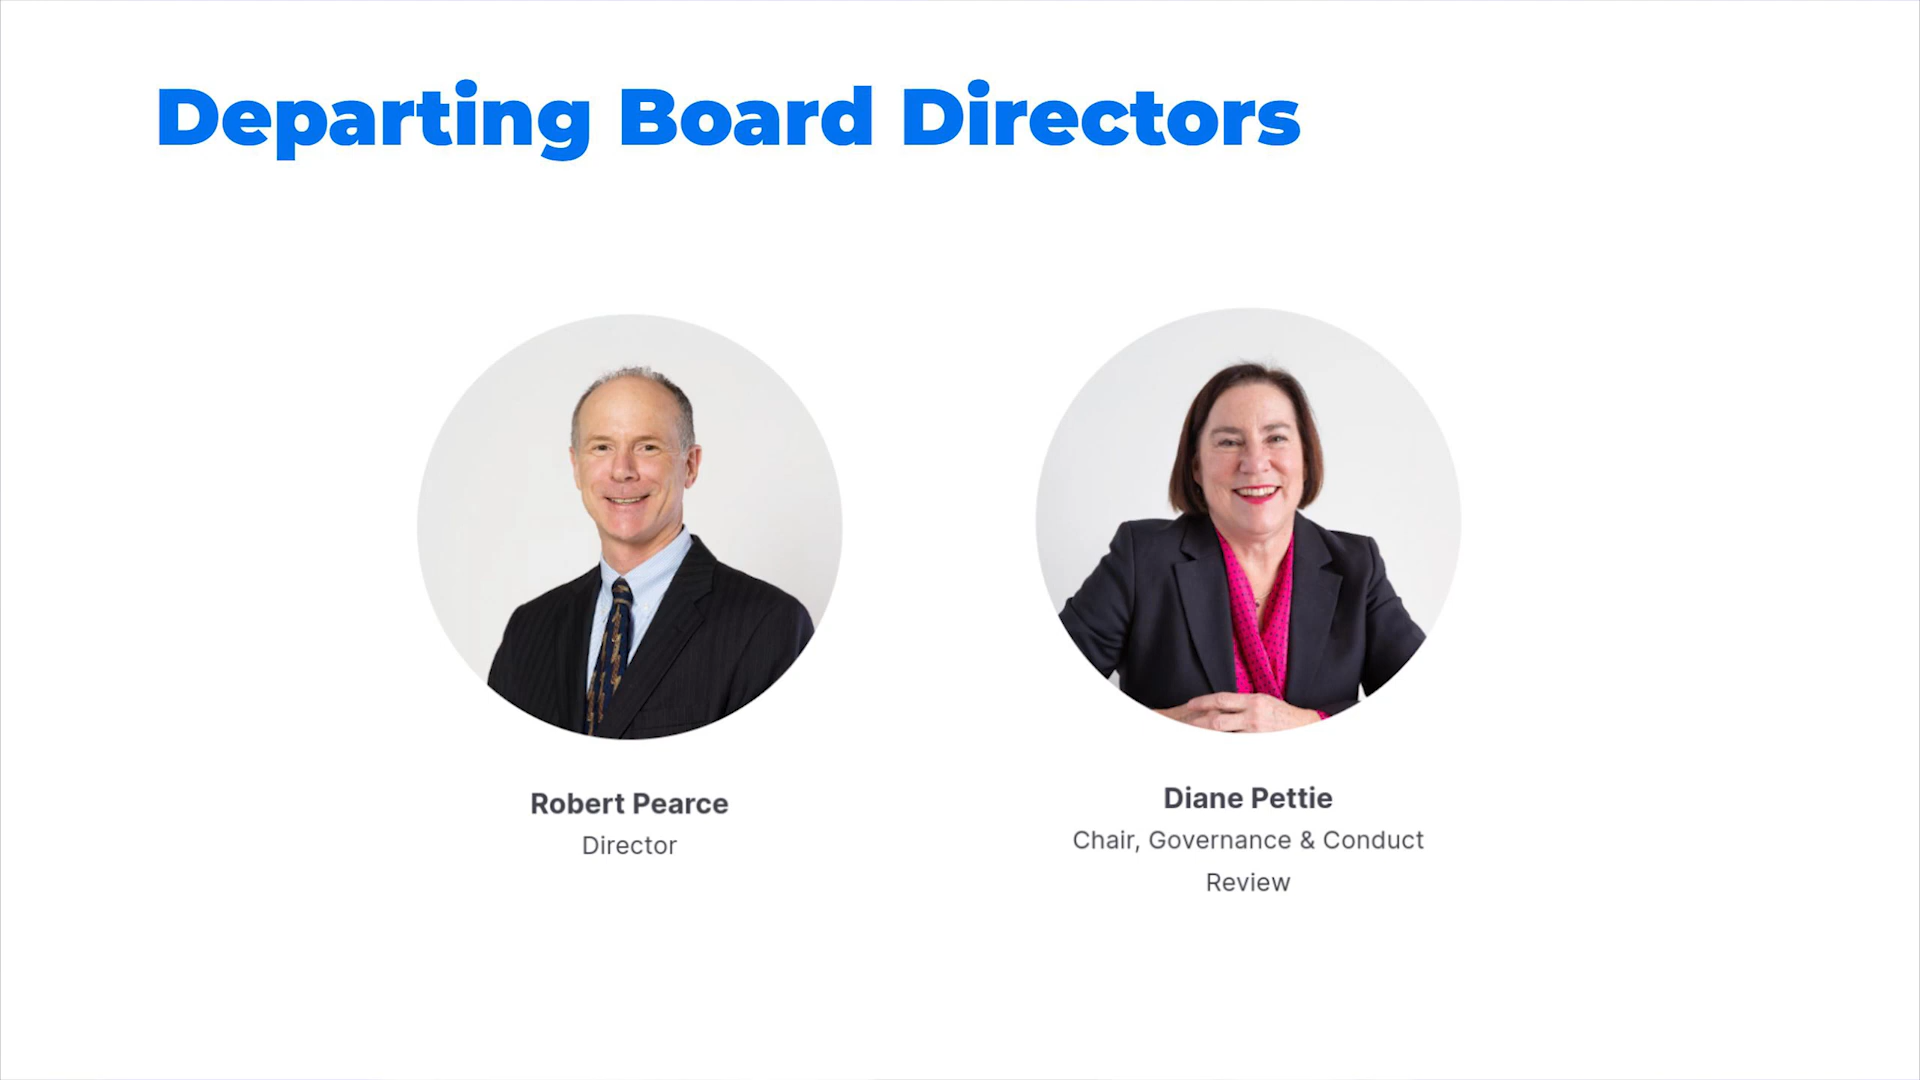 Departing Board Directors
Robert Pearce
Director
Diane Pettie
Chair, Governance & Conduct
Review